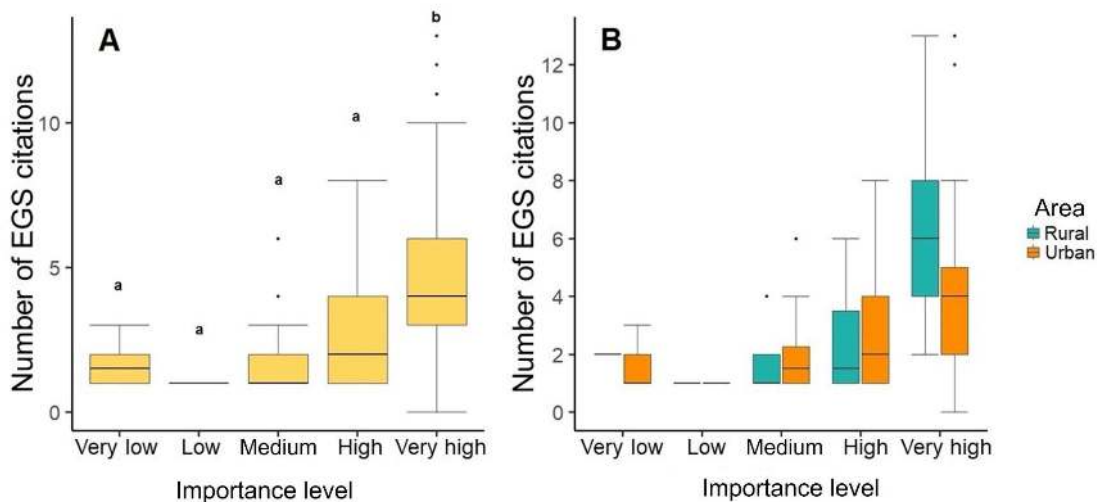 A
B
b
a
a
a
a
Number of EGS citations
10
5
0
Very low Low Medium High Very high
Importance level
Number of EGS citations
12
10
8
6
4
2
0
Very low Low Medium High Very high
Importance level
Area
Rural
Urban